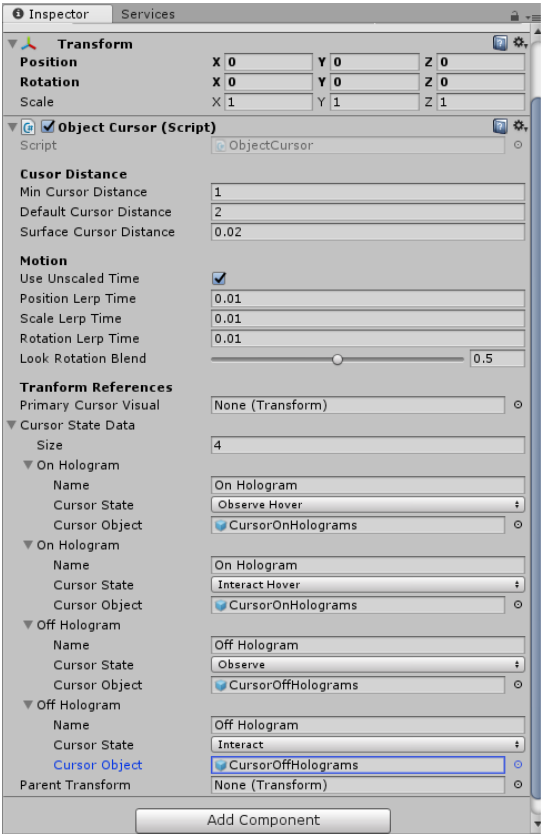 Inspector Services
Transform
Position X 0 Y 0 Z 0
Rotation X 0 Y 0 Z 0
Scale X 1 Y 1 Z 1
Object Cursor (Script)
Script ObjectCursor
Cusor Distance
Min Cursor Distance 1
Default Cursor Distance 2
Surface Cursor Distance 0.02
Motion
Use Unscaled Time
Position Lerp Time 0.01
Scale Lerp Time 0.01
Rotation Lerp Time 0.01
Look Rotation Blend 0.5
Tranform References
Primary Cursor Visual None (Transform)
Cursor State Data
Size 4
On Hologram
Name On Hologram
Cursor State Observe Hover
Cursor Object CursorOnHolograms
On Hologram
Name On Hologram
Cursor State Interact Hover
Cursor Object CursorOnHolograms
Off Hologram
Name Off Hologram
Cursor State Observe
Cursor Object CursorOffHolograms
Off Hologram
Name Off Hologram
Cursor State Interact
Cursor Object CursorOffHolograms
Parent Transform None (Transform)
Add Component